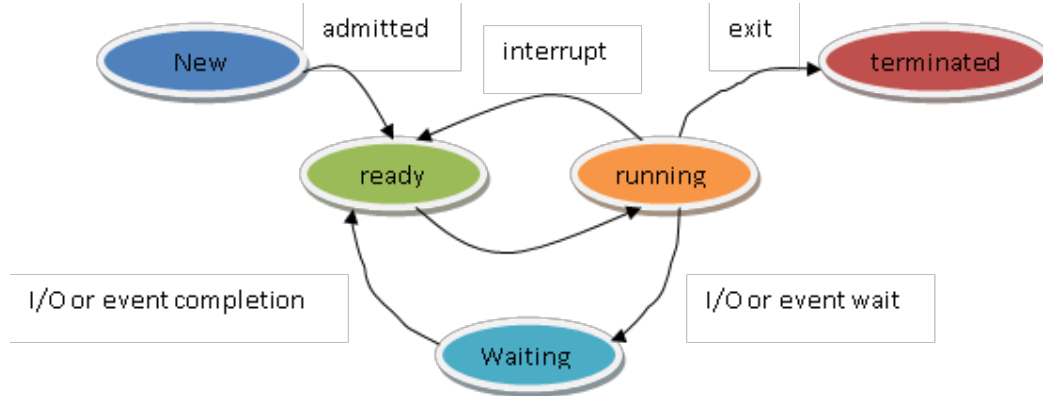 admitted
exit
New
interrupt
terminated
ready
running
I/O or event completion
I/O or event wait
Waiting